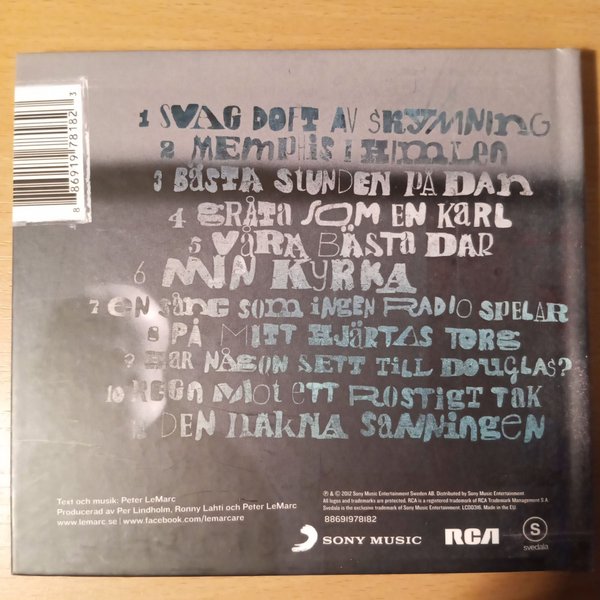 1 SVAG DOFT AV SKYMNING
2 MEMPHIS I HIMLEN
3 BÄSTA STUNDEN PÅ DAN
4 GRÅTA SOM EN KARL
5 VÅRA BÄSTA DAR
6 MIN KYRKA
7 EN SÅNG SOM INGEN RADIO SPELAR
8 PÅ MITT HJÄRTAS TORG
9 HAR NÅGON SETT TILL DOUGLAS?
10 REGN MOT ETT ROSTIGT TAK
11 DEN NAKNA SANNINGEN
8 86919 78182 3
Text och musik: Peter LeMarc
Producerad av Per Lindholm, Ronny Lahti och Peter LeMarc
www.lemarc.se | www.facebook.com/lemarcare
℗ & © 2012 Sony Music Entertainment Sweden AB. Distributed by Sony Music Entertainment
All logos and trademarks are protected. RCA is a registered trademark of RCA Trademark Management S.A.
Svedala is the exclusive trademark of Sony Music Entertainment. LC00316. Made in the EU
88691978182
SONY MUSIC
RCA
S
svedala